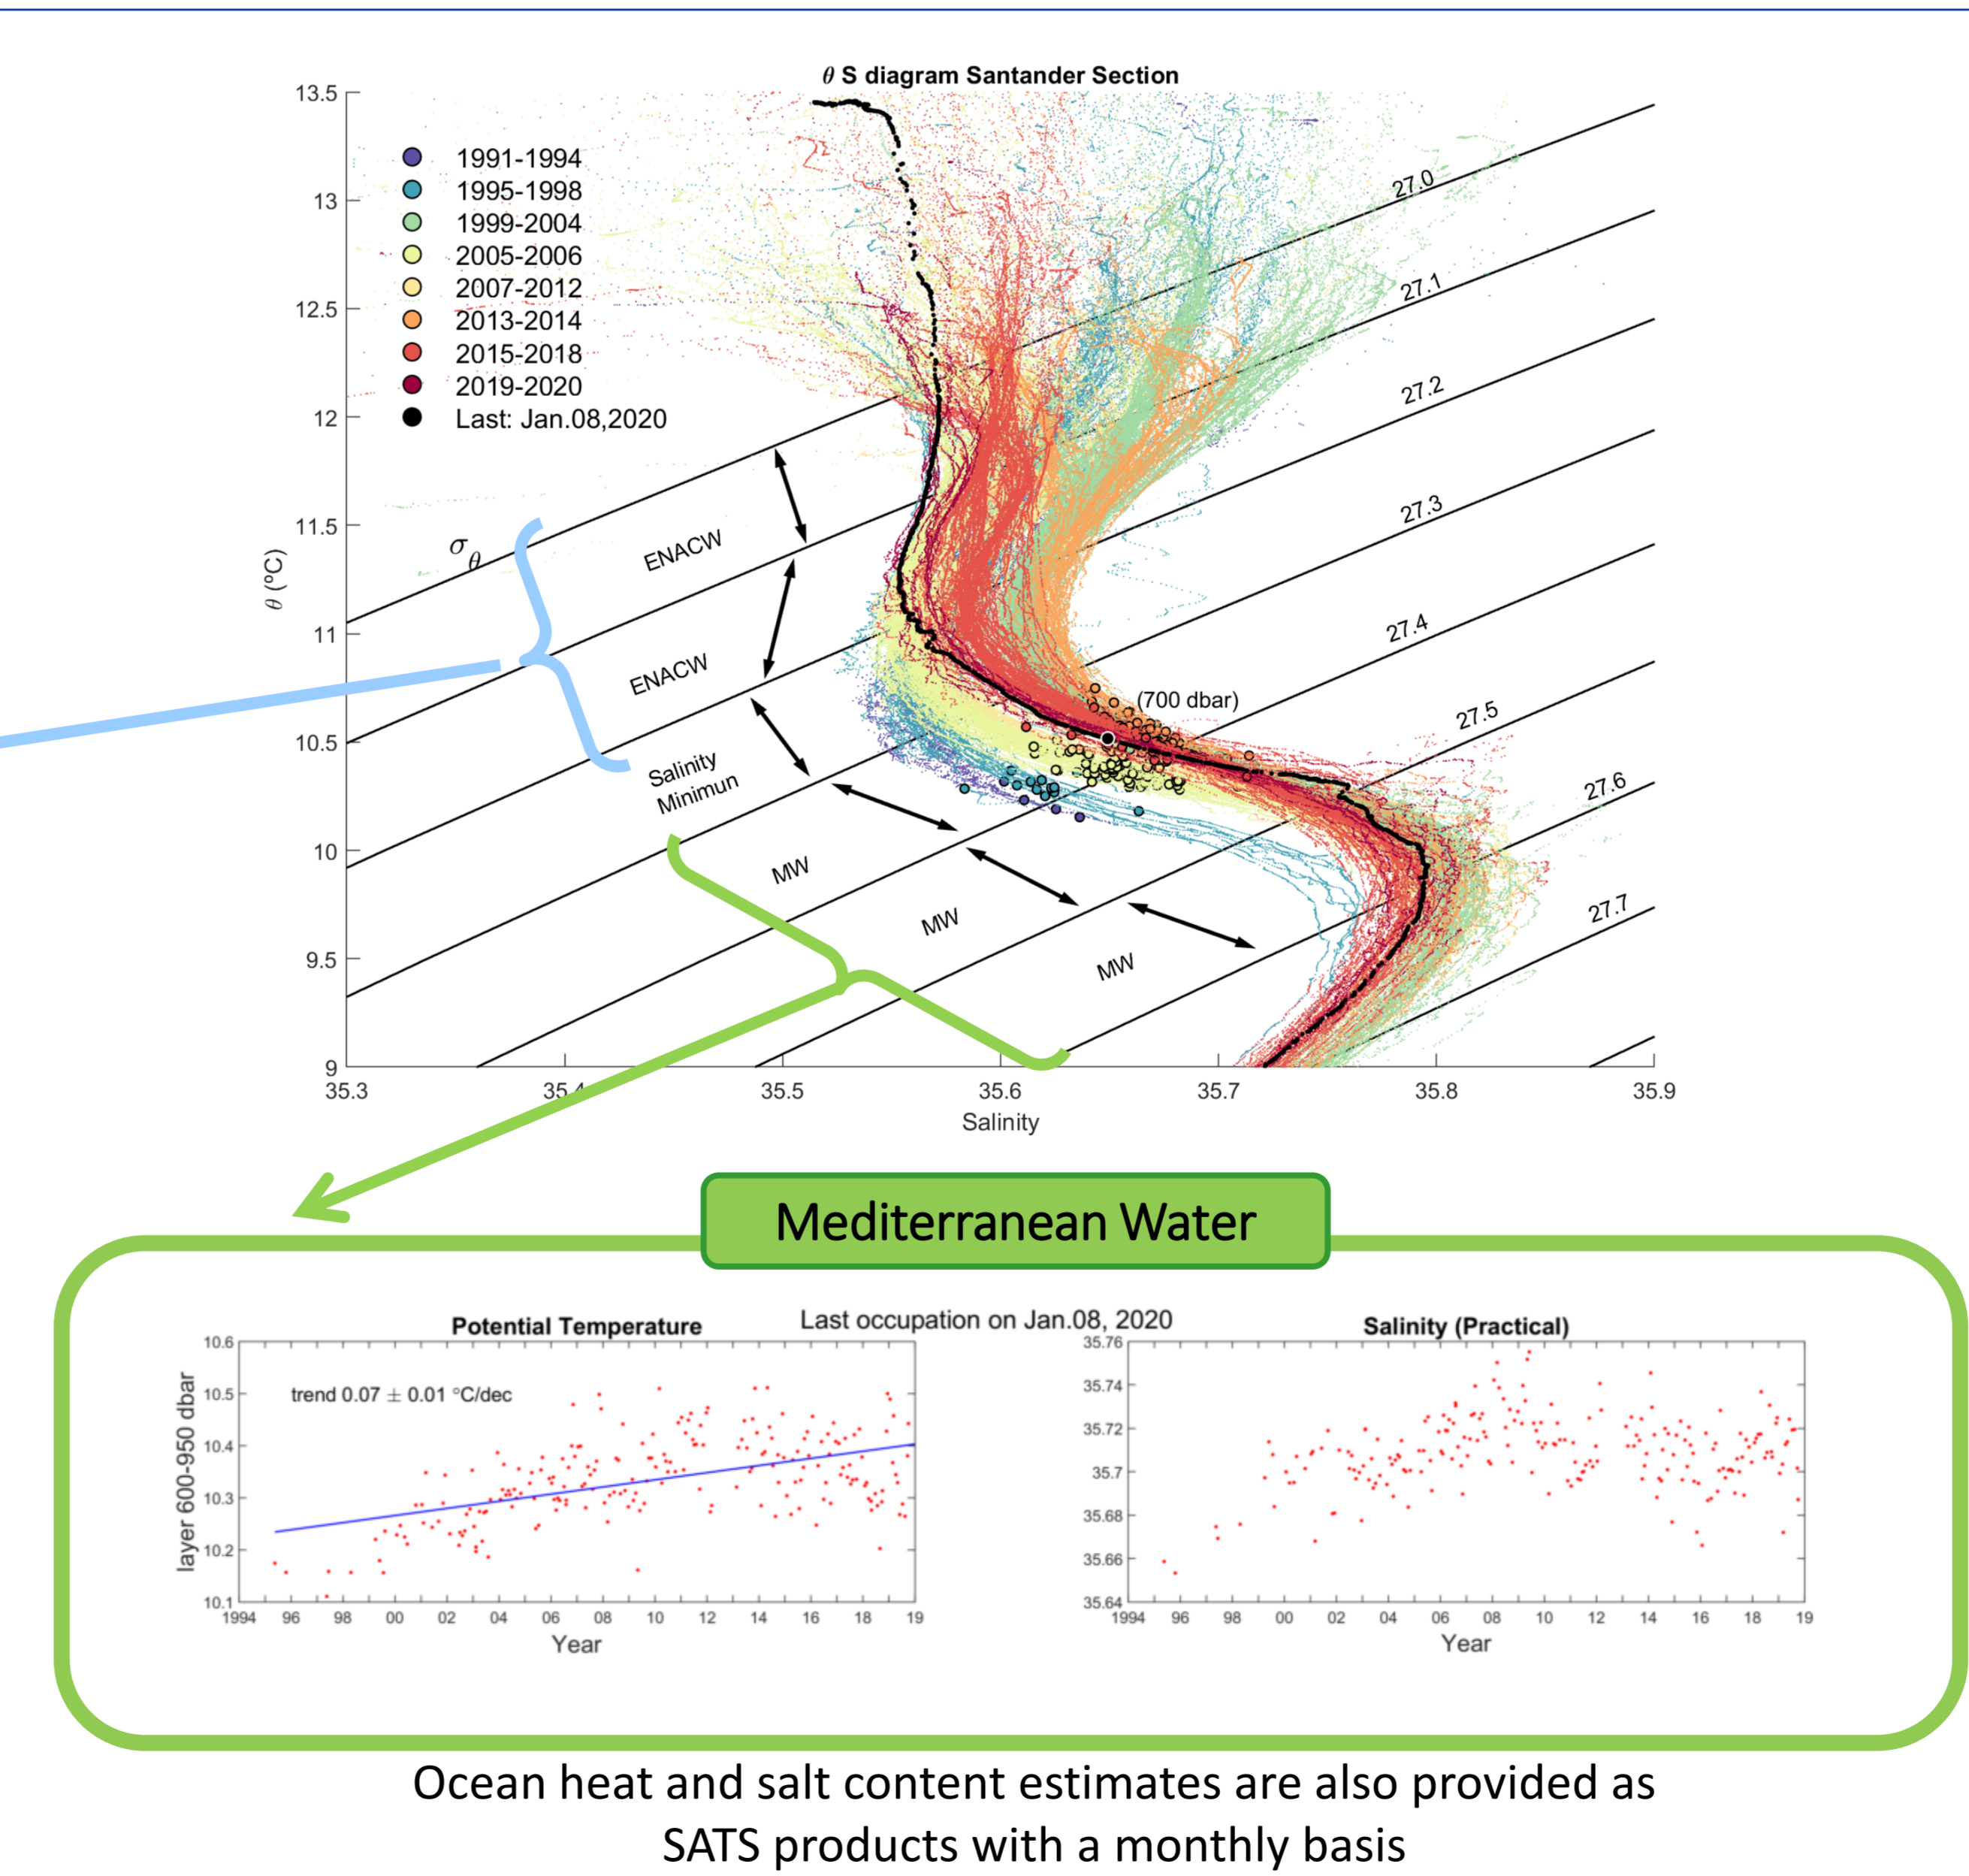 θ S diagram Santander Section
13.5
13
12.5
12
11.5
11
10.5
10
9.5
9
θ (ºC)
1991-1994
1995-1998
1999-2004
2005-2006
2007-2012
2013-2014
2015-2018
2019-2020
Last: Jan.08,2020
σθ
ENACW
ENACW
Salinity
Minimun
MW
MW
MW
(700 dbar)
27.0
27.1
27.2
27.3
27.4
27.5
27.6
27.7
35.3 35.4 35.5 35.6 35.7 35.8 35.9
Salinity
Mediterranean Water
Last occupation on Jan.08, 2020
Potential Temperature
trend 0.07 ± 0.01 °C/dec
layer 600-950 dbar
10.6
10.5
10.4
10.3
10.2
10.1
1994 96 98 00 02 04 06 08 10 12 14 16 18 19
Year
Salinity (Practical)
35.76
35.74
35.72
35.7
35.68
35.66
35.64
1994 96 98 00 02 04 06 08 10 12 14 16 18 19
Year
Ocean heat and salt content estimates are also provided as
SATS products with a monthly basis